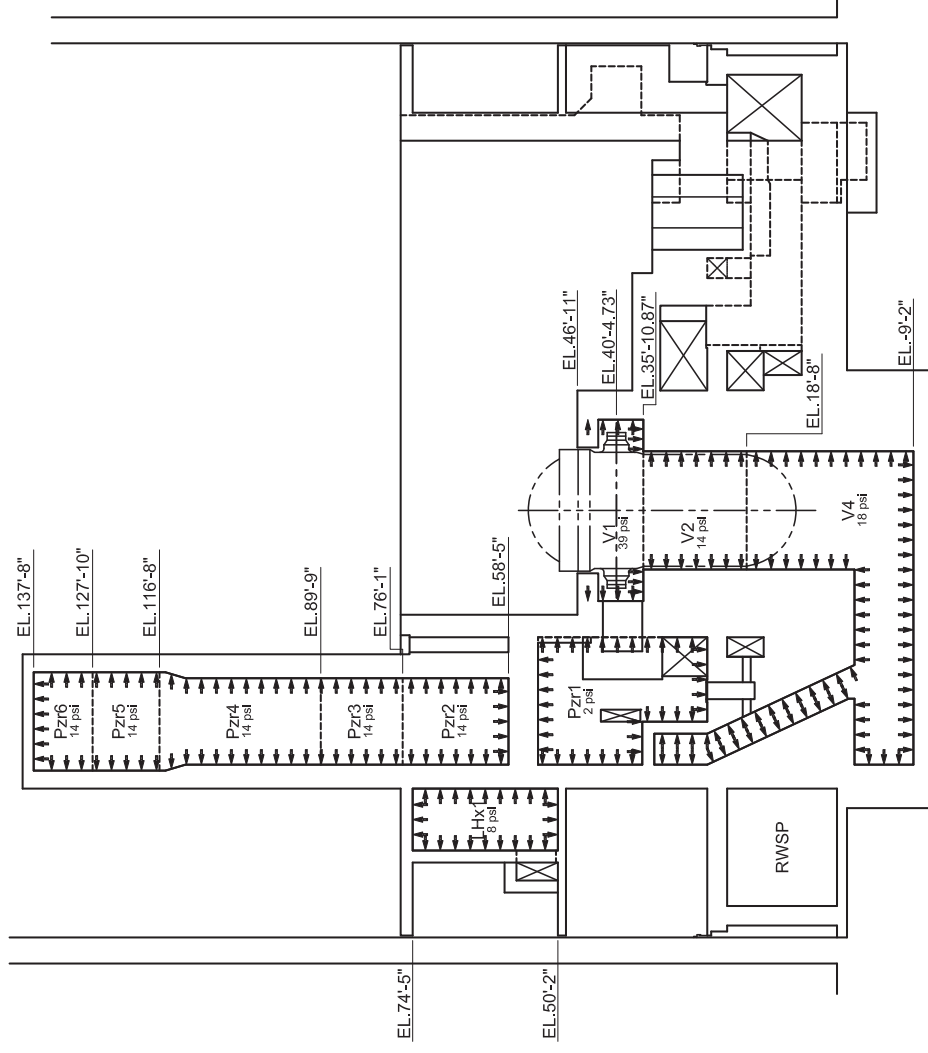 EL.137'-8"
EL.127'-10"
EL.116'-8"
EL.89'-9"
EL.76'-1"
EL.58'-5"
EL.46'-11"
EL.40'-4.73"
EL.35'-10.87"
EL.18'-8"
EL.-9'-2"
EL.74'-5"
EL.50'-2"
Pzr6
14 psi
Pzr5
14 psi
Pzr4
14 psi
Pzr3
14 psi
Pzr2
14 psi
Pzr1
2 psi
LHx1
8 psi
V1
39 psi
V2
14 psi
V4
18 psi
RWSP